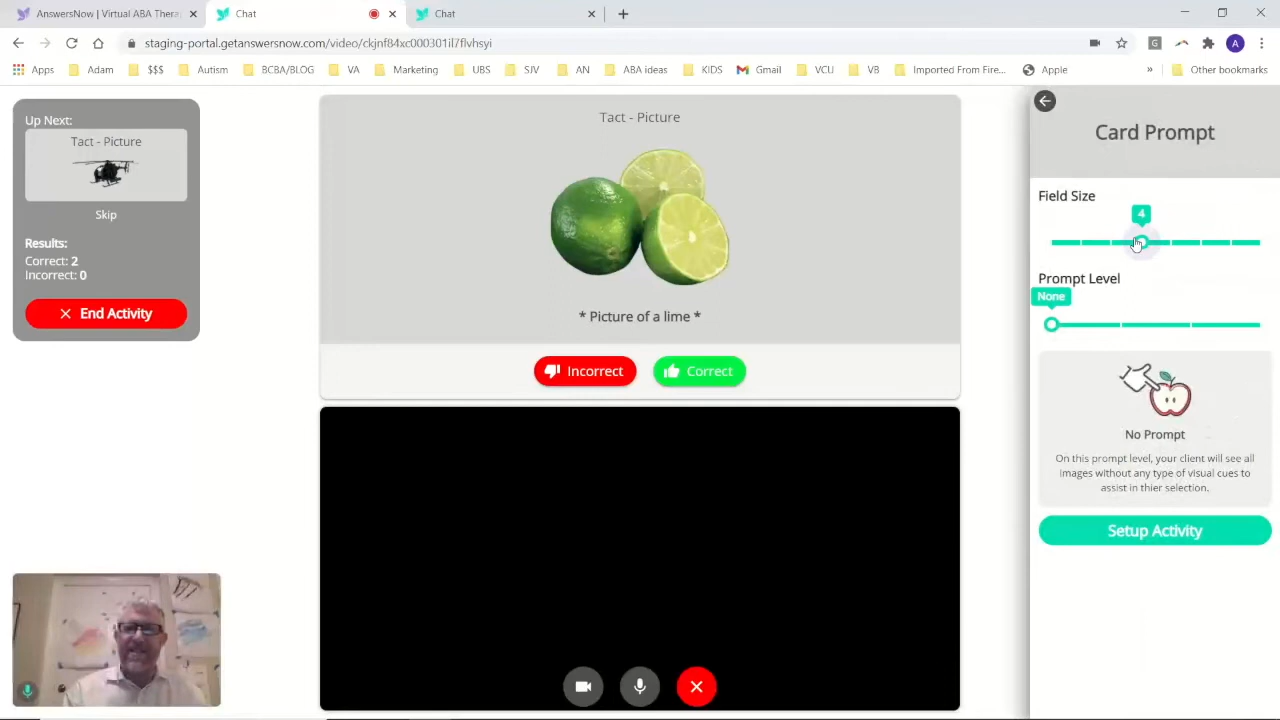 AnswersNow | Virtual ABA Thera
Chat
Chat
staging-portal.getanswersnow.com/video/ckjnf84xc000301il7flvhsyi
G
A
Apps
Adam
$$$
Autism
BCBA/BLOG
VA
Marketing
UBS
SJV
AN
ABA ideas
KIDS
Gmail
VCU
VB
Imported From Fire...
Apple
»
Other bookmarks
Up Next:
Tact - Picture
Skip
Results:
Correct: 2
Incorrect: 0
End Activity
Tact - Picture
* Picture of a lime *
Incorrect
Correct
Card Prompt
Field Size
4
Prompt Level
None
No Prompt
On this prompt level, your client will see all
images without any type of visual cues to
assist in thier selection.
Setup Activity